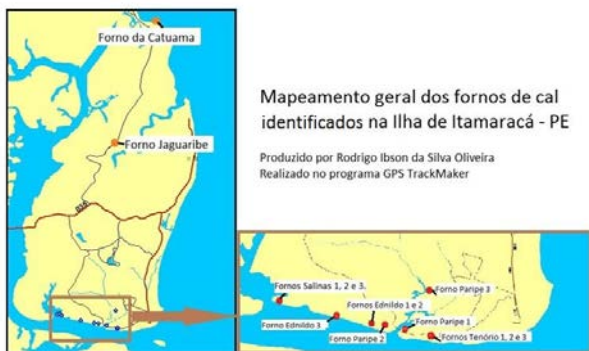 Forno da Catuama
Forno Jaguaribe
Mapeamento geral dos fornos de cal
identificados na Ilha de Itamaracá - PE
Produzido por Rodrigo Ibson da Silva Oliveira
Realizado no programa GPS TrackMaker
Fornos Salinas 1, 2 e 3.
Forno Paripe 3
Fornos Ednildo 1 e 2
Forno Ednildo 3
Forno Paripe 2
Forno Paripe 1
Fornos Tenório 1, 2 e 3